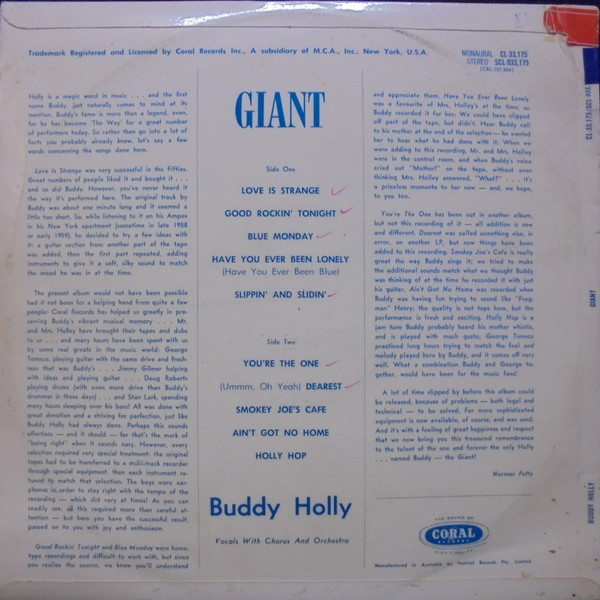 Trademark Registered and Licensed by Coral Records Inc., A subsidiary of M.C.A., Inc., New York, U.S.A.
MONAURAL CL-33,175
STEREO SCL-933,175
Holly is a magic word in music . . . and the first
name Buddy, just naturally comes to mind at its
mention. Buddy's fame is more than a legend, even,
for he has become 'The Way' for a great number
of performers today. So rather than go into a lot of
facts you probably already know, let's say a few
words concerning the songs done here.
Love Is Strange was very successful in the Fifties.
Great numbers of people liked it and bought it . . .
and so did Buddy. However, you've never heard it
the way it's performed here. The original track by
Buddy was about one minute long and it seemed a
little too short. So, while listening to it on his Ampex
in his New York apartment (sometime in late 1958
or early 1959) he decided to try a few ideas with
it: a guitar section from another part of the tape
was added, then the first part repeated, adding
instruments to give it a soft, silky sound to match
the mood he was in at the time.
The present album would not have been possible
had it not been for a helping hand from quite a few
people: Coral Records has helped us greatly in pre-
serving Buddy's vibrant musical memory . . . Mr.
and Mrs. Holley have brought their tapes and dubs
to us . . . and many hours have been spent with us
by some real greats in the music world: George
Tomsco, playing guitar with the same drive and fresh-
ness that was Buddy's . . . Jimmy Gilmer helping
with ideas and playing guitar . . . Doug Roberts
playing drums (with even more drive than Buddy's
drummer in those days) . . . and Stan Lark, spending
many hours sleeping over his bass! All was done with
great devotion and a striving for perfection, just like
Buddy Holly had always done. Perhaps this sounds
effortless — and it should — for that's the mark of
"being right" when it sounds easy. However, every
selection required very special treatment: the original
tapes had to be transferred to a multi-track recorder
through special equipment, then each instrument re-
tuned to match that selection. The boys wore ear-
phones in order to stay right with the tempo of the
recording — which did vary at times! As you can
readily see, all this required more than careful at-
tention — but here you have the successful result,
passed on to you with joy and enthusiasm.
Good Rockin' Tonight and Blue Monday were home-
type recordings and difficult to work with, but since
you realise the source, we know you'll understand
GIANT
Side One
LOVE IS STRANGE
GOOD ROCKIN' TONIGHT
BLUE MONDAY
HAVE YOU EVER BEEN LONELY
(Have You Ever Been Blue)
SLIPPIN' AND SLIDIN'
Side Two
YOU'RE THE ONE
(Ummm, Oh Yeah) DEAREST
SMOKEY JOE'S CAFE
AIN'T GOT NO HOME
HOLLY HOP
Buddy Holly
Vocals With Chorus And Orchestra
and appreciate them. Have You Ever Been Lonely
was a favourite of Mrs. Holley's at the time, so
Buddy recorded it for her. We could have clipped
off part of the tape, but didn't. Hear Buddy call
to his mother at the end of the selection — he wanted
her to hear what he had done with it. When we
were adding to this recording, Mr. and Mrs. Holley
were in the control room, and when Buddy's voice
cried out "Mother!" on the tape, without even
thinking Mrs. Holley answered, "What?" . . . It's
a priceless moment to her now — and, we hope,
to you too.
You're The One has been out in another album,
but not this recording of it — all addition is new
and different. Dearest was called something else, in
error, on another LP, but now things have been
added to this recording. Smokey Joe's Cafe is really
great the way Buddy sings it; we tried to make
the additional sounds match what we thought Buddy
was thinking of at the time he recorded it with just
his guitar. Ain't Got No Home was recorded when
Buddy was having fun trying to sound like "Frog-
man" Henry; the quality is not tops here, but the
performance is fresh and exciting. Holly Hop is a
jam tune Buddy probably heard his mother whistle,
and is played with much gusto; George Tomsco
practised long hours trying to match the feel and
melody played here by Buddy, and it comes off very
well. What a combination Buddy and George to-
gether, would have been for the music fans!
A lot of time slipped by before this album could
be released, because of problems — both legal and
technical — to be solved. Far more sophisticated
equipment is now available, of course, and was used.
And it's with a feeling of great happiness and respect
that we now bring you this treasured remembrance
to the talent of the one and forever the only Holly
. . . named Buddy — the Giant!
Norman Petty
THE SOUND OF
CORAL
RECORDS
Manufactured in Australia by Festival Records Pty. Limited
CL-33,175/SCL-933,175
GIANT
BUDDY HOLLY